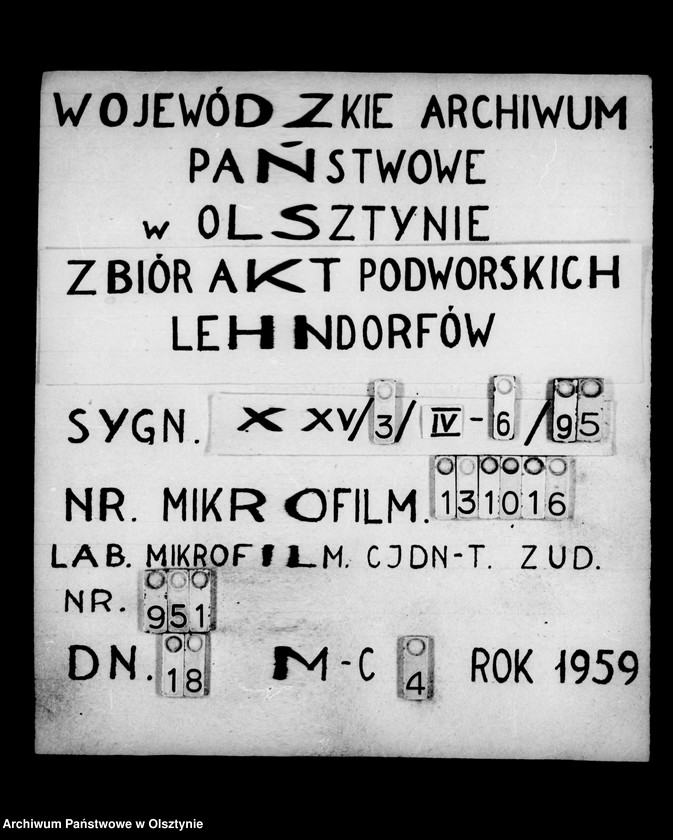 WOJEWÓDZKIE ARCHIWUM
PAŃSTWOWE
w OLSZTYNIE
ZBIÓR AKT PODWORSKICH
LEHNDORFÓW
SYGN. XXV/3/IV-6/95
NR. MIKROFILM. 131016
LAB. MIKROFILM. CJDN-T. ZUD.
NR. 951
DN. 18 M-C 4 ROK 1959
Archiwum Państwowe w Olsztynie